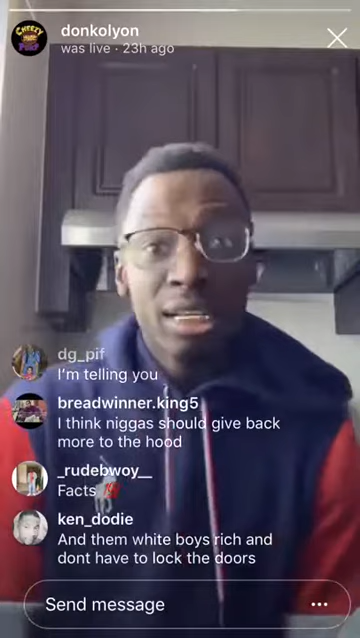 CHEEZY
donkolyon
was live · 23h ago
dg_pif
I'm telling you
breadwinner.king5
I think niggas should give back
more to the hood
_rudebwoy__
Facts 💯
ken_dodie
And them white boys rich and
dont have to lock the doors
Send message